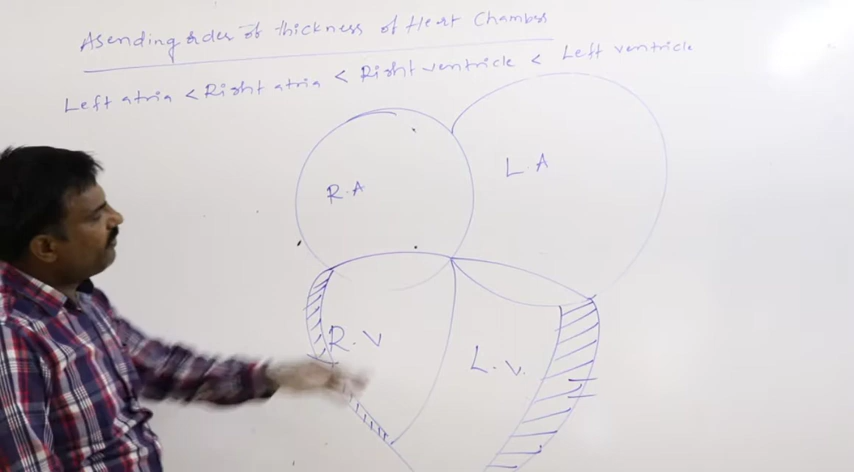 Asending order of thickness of Heart Chambers
Left atria < Right atria < Right ventricle < Left ventricle
R.A
L A
R.V
L.V.